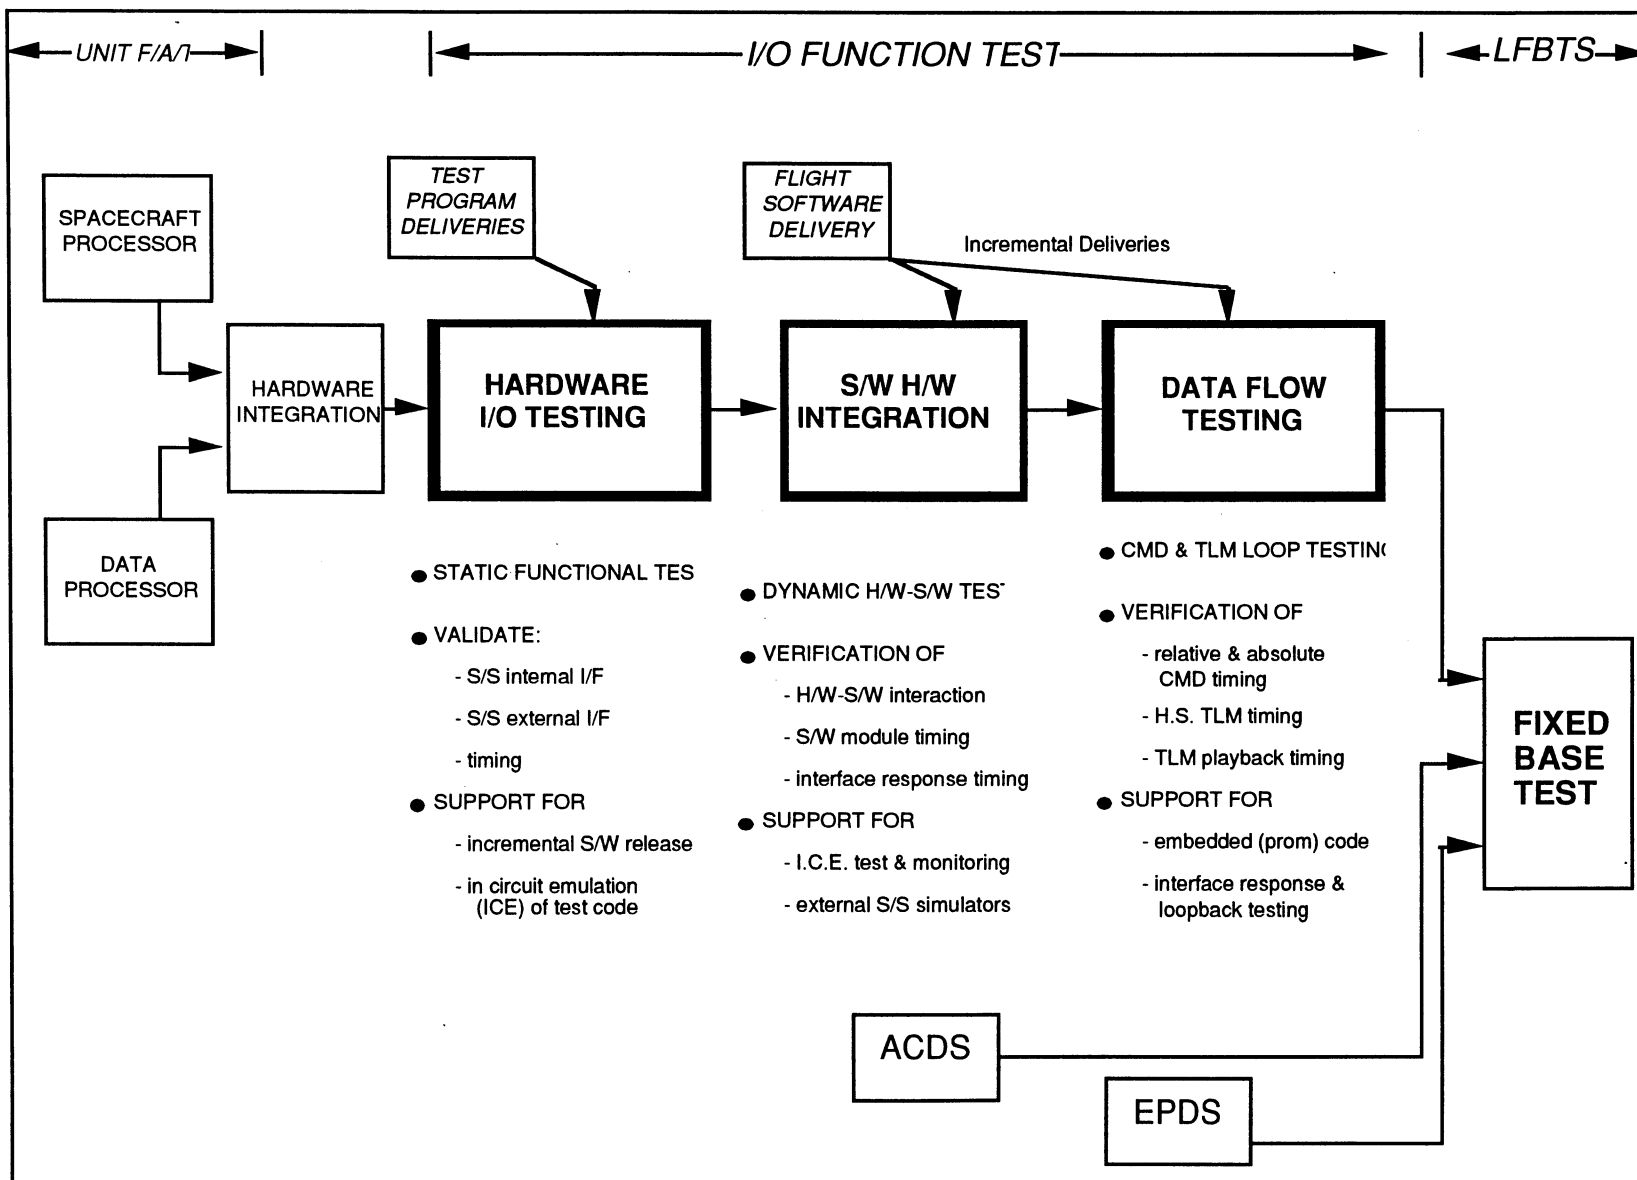 UNIT F/A/T
I/O FUNCTION TEST
LFBTS
SPACECRAFT
PROCESSOR
TEST
PROGRAM
DELIVERIES
FLIGHT
SOFTWARE
DELIVERY
Incremental Deliveries
HARDWARE
INTEGRATION
HARDWARE
I/O TESTING
S/W H/W
INTEGRATION
DATA FLOW
TESTING
DATA
PROCESSOR
● STATIC FUNCTIONAL TES
● VALIDATE:
- S/S internal I/F
- S/S external I/F
- timing
● SUPPORT FOR
- incremental S/W release
- in circuit emulation
(ICE) of test code
● DYNAMIC H/W-S/W TEST
● VERIFICATION OF
- H/W-S/W interaction
- S/W module timing
- interface response timing
● SUPPORT FOR
- I.C.E. test & monitoring
- external S/S simulators
● CMD & TLM LOOP TESTING
● VERIFICATION OF
- relative & absolute
CMD timing
- H.S. TLM timing
- TLM playback timing
● SUPPORT FOR
- embedded (prom) code
- interface response &
loopback testing
FIXED
BASE
TEST
ACDS
EPDS